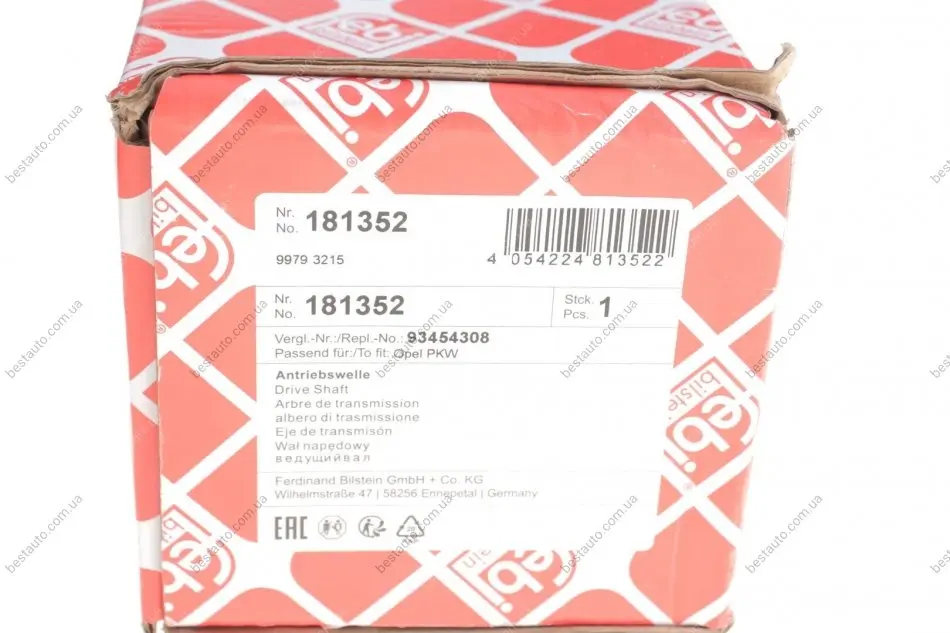 febi
bilstein
®
Nr.
No. 181352
9979 3215
4 054224 813522
Nr.
No. 181352
Stck.
Pcs. 1
Vergl.-Nr.:/Repl.-No.: 93454308
Passend für:/To fit: Opel PKW
Antriebswelle
Drive Shaft
Arbre de transmission
albero di trasmissione
Eje de transmisón
Wał napędowy
ведущийвал
Ferdinand Bilstein GmbH + Co. KG
Wilhelmstraße 47 | 58256 Ennepetal | Germany
EAC
bestauto.com.ua